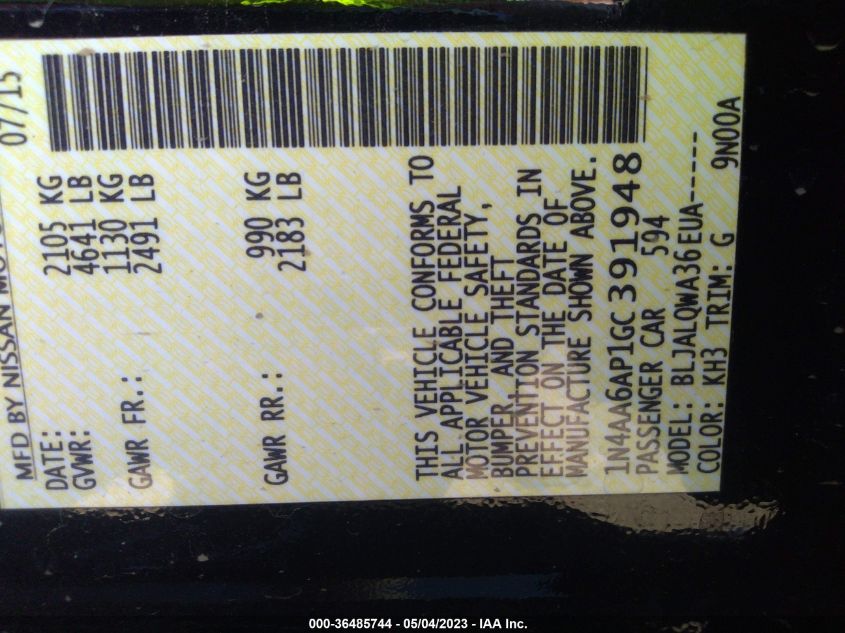 MFD BY NISSAN 07/15
DATE: 2105 KG
GVWR: 4641 LB
1130 KG
GAWR FR.: 2491 LB
990 KG
GAWR RR.: 2183 LB
THIS VEHICLE CONFORMS TO
ALL APPLICABLE FEDERAL
MOTOR VEHICLE SAFETY,
BUMPER, AND THEFT
PREVENTION STANDARDS IN
EFFECT ON THE DATE OF
MANUFACTURE SHOWN ABOVE.
1N4AA6AP1GC391948
PASSENGER CAR 594
MODEL: BLJALQWA36EUA------
COLOR: KH3 TRIM: G 9N00A
000-36485744 - 05/04/2023 - IAA Inc.